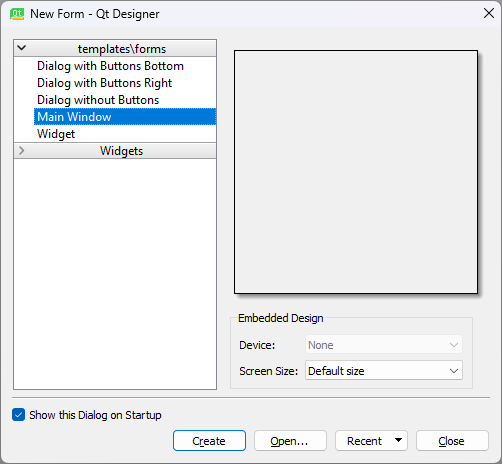 Qt New Form - Qt Designer
templates\forms
Dialog with Buttons Bottom
Dialog with Buttons Right
Dialog without Buttons
Main Window
Widget
Widgets
Embedded Design
Device: None
Screen Size: Default size
Show this Dialog on Startup
Create Open... Recent Close